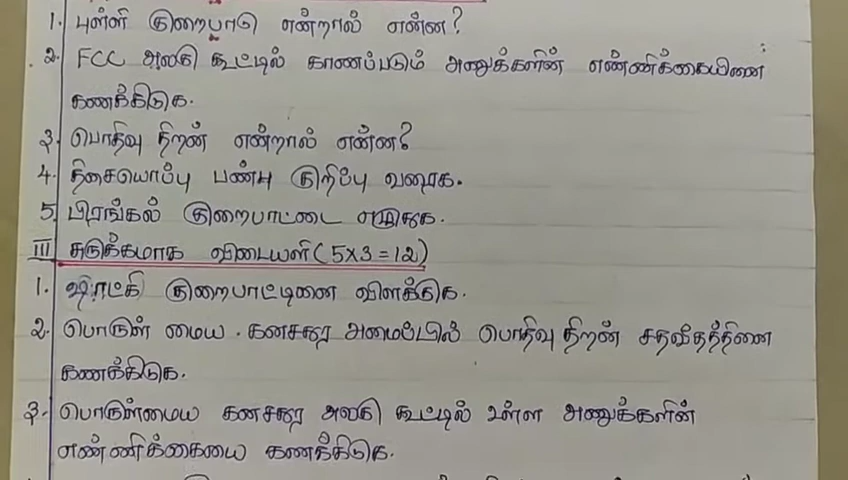 1. புள்ளி குறைபாடு என்றால் என்ன?
2. FCC அலகு கூட்டில் காணப்படும் அணுக்களின் எண்ணிக்கையினை
கணக்கிடுக.
3. பொதிவு திறன் என்றால் என்ன?
4. திசையொப்பு பண்பு குறிப்பு வரைக.
5. பிரங்கல் குறைபாட்டை எழுதுக.
III சுருக்கமாக விடையளி (5x3=12)
1. ஷாட்கி குறைபாட்டினை விளக்குக.
2. பொருள் மைய கனசதுர அமைப்பில் பொதிவு திறன் சதவீதத்தினை
கணக்கிடுக.
3. பொருள்மைய கனசதுர அலகு கூட்டில் உள்ள அணுக்களின்
எண்ணிக்கையை கணக்கிடுக.